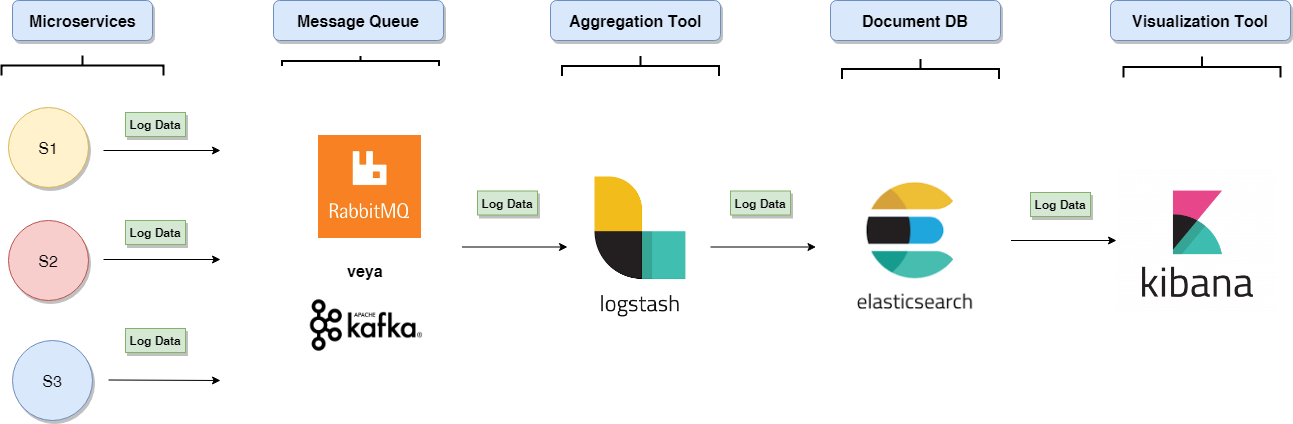 Microservices
Message Queue
Aggregation Tool
Document DB
Visualization Tool
S1
Log Data
S2
Log Data
S3
Log Data
RabbitMQ
veya
APACHE
kafka®
Log Data
logstash
Log Data
elasticsearch
Log Data
kibana